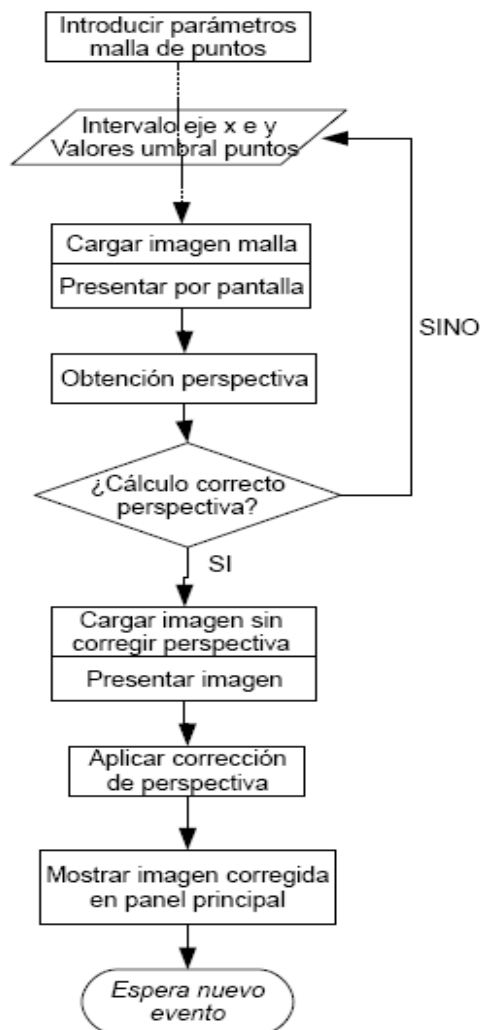 Introducir parámetros
malla de puntos
Intervalo eje x e y
Valores umbral puntos
Cargar imagen malla
Presentar por pantalla
SINO
Obtención perspectiva
¿Cálculo correcto
perspectiva?
SI
Cargar imagen sin
corregir perspectiva
Presentar imagen
Aplicar corrección
de perspectiva
Mostrar imagen corregida
en panel principal
Espera nuevo
evento